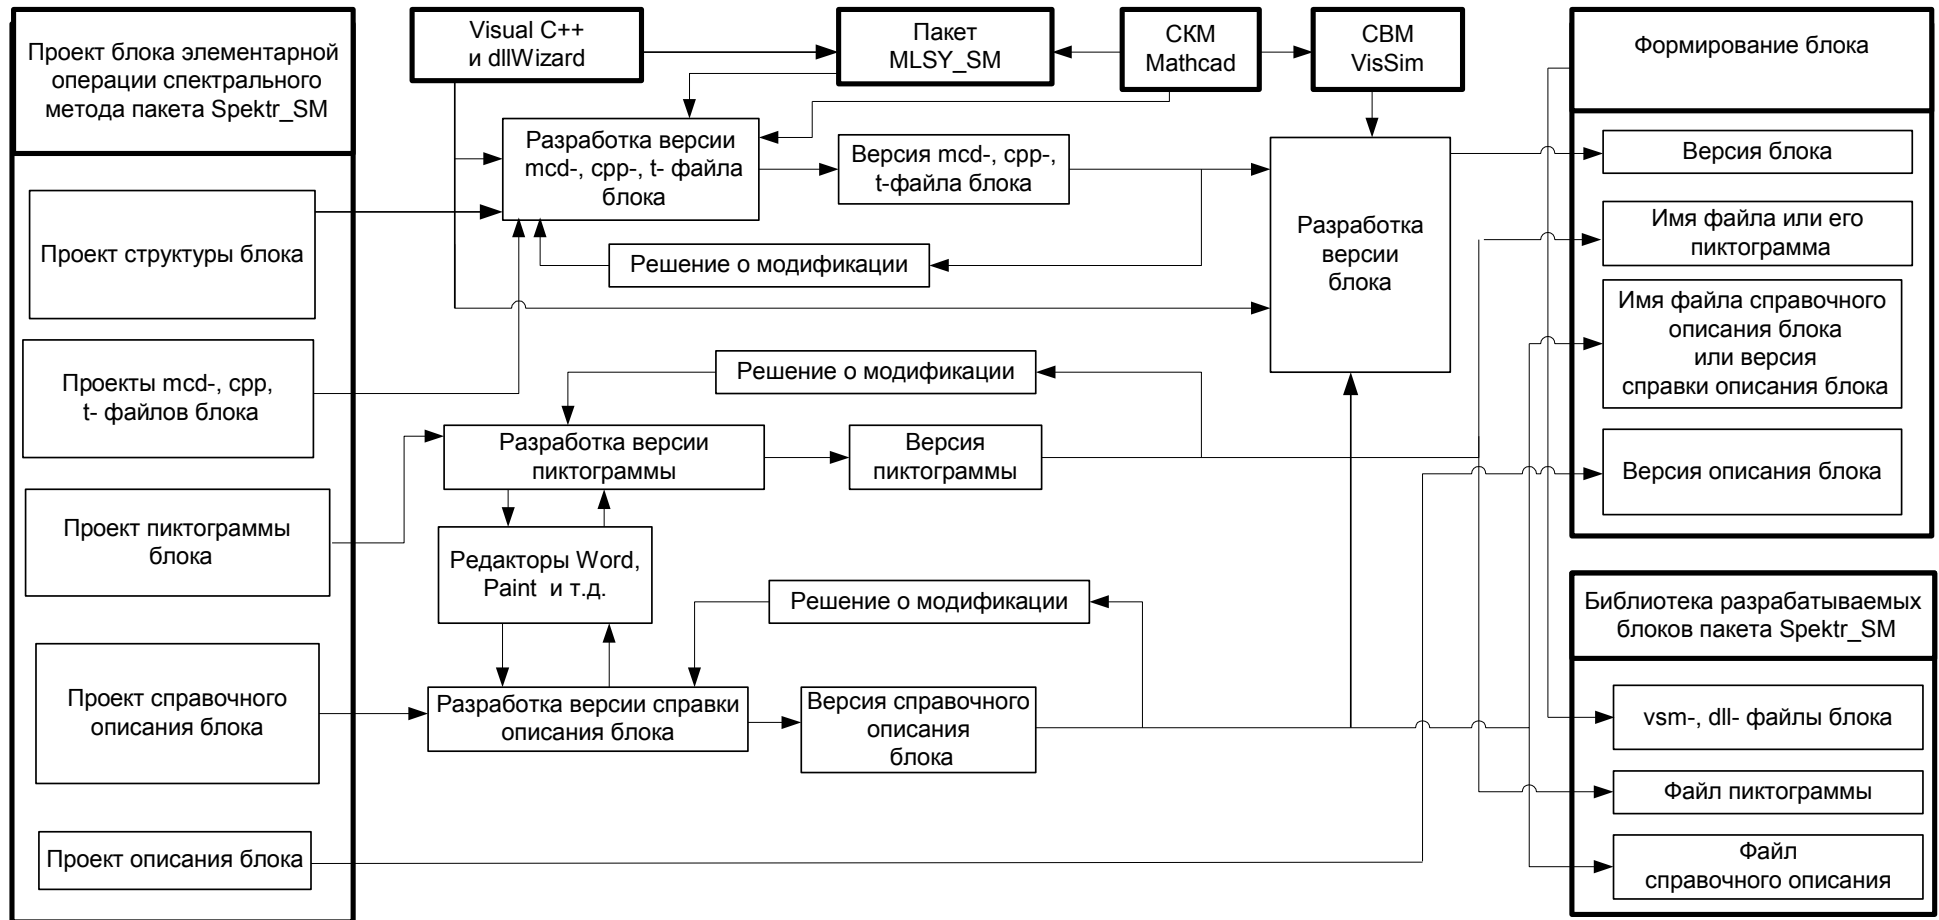 Проект блока элементарной
операции спектрального
метода пакета Spektr_SM
Проект структуры блока
Проекты mcd-, cpp,
t- файлов блока
Проект пиктограммы
блока
Проект справочного
описания блока
Проект описания блока
Visual C++
и dllWizard
Пакет
MLSY_SM
СКМ
Mathcad
СВМ
VisSim
Разработка версии
mcd-, cpp-, t- файла
блока
Версия mcd-, cpp-,
t-файла блока
Решение о модификации
Разработка
версии
блока
Решение о модификации
Разработка версии
пиктограммы
Версия
пиктограммы
Редакторы Word,
Paint и т.д.
Решение о модификации
Разработка версии справки
описания блока
Версия справочного
описания
блока
Формирование блока
Версия блока
Имя файла или его
пиктограмма
Имя файла справочного
описания блока
или версия
справки описания блока
Версия описания блока
Библиотека разрабатываемых
блоков пакета Spektr_SM
vsm-, dll- файлы блока
Файл пиктограммы
Файл
справочного описания